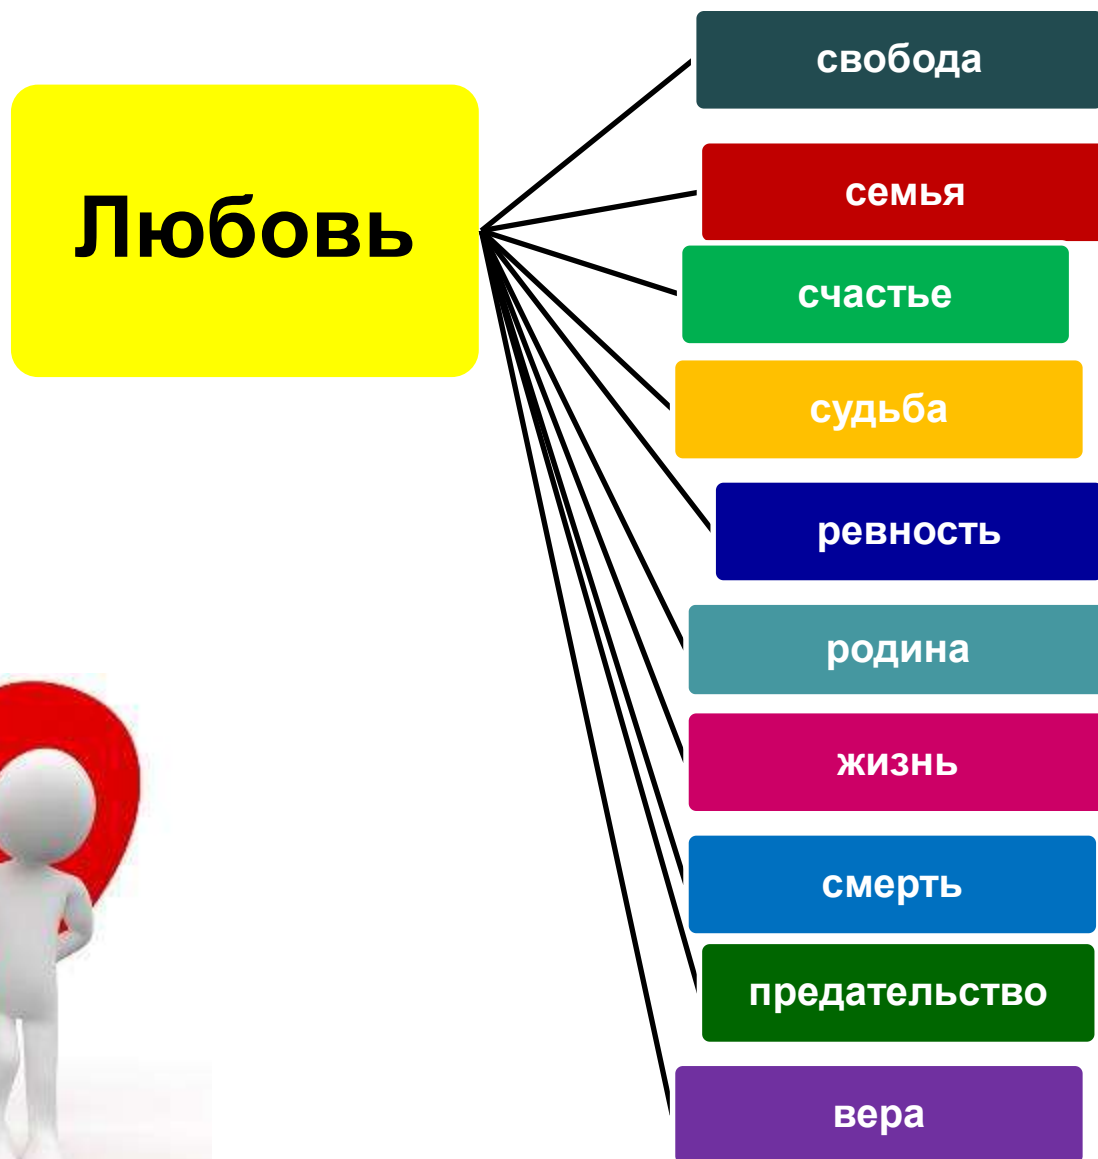 Любовь
свобода
семья
счастье
судьба
ревность
родина
жизнь
смерть
предательство
вера